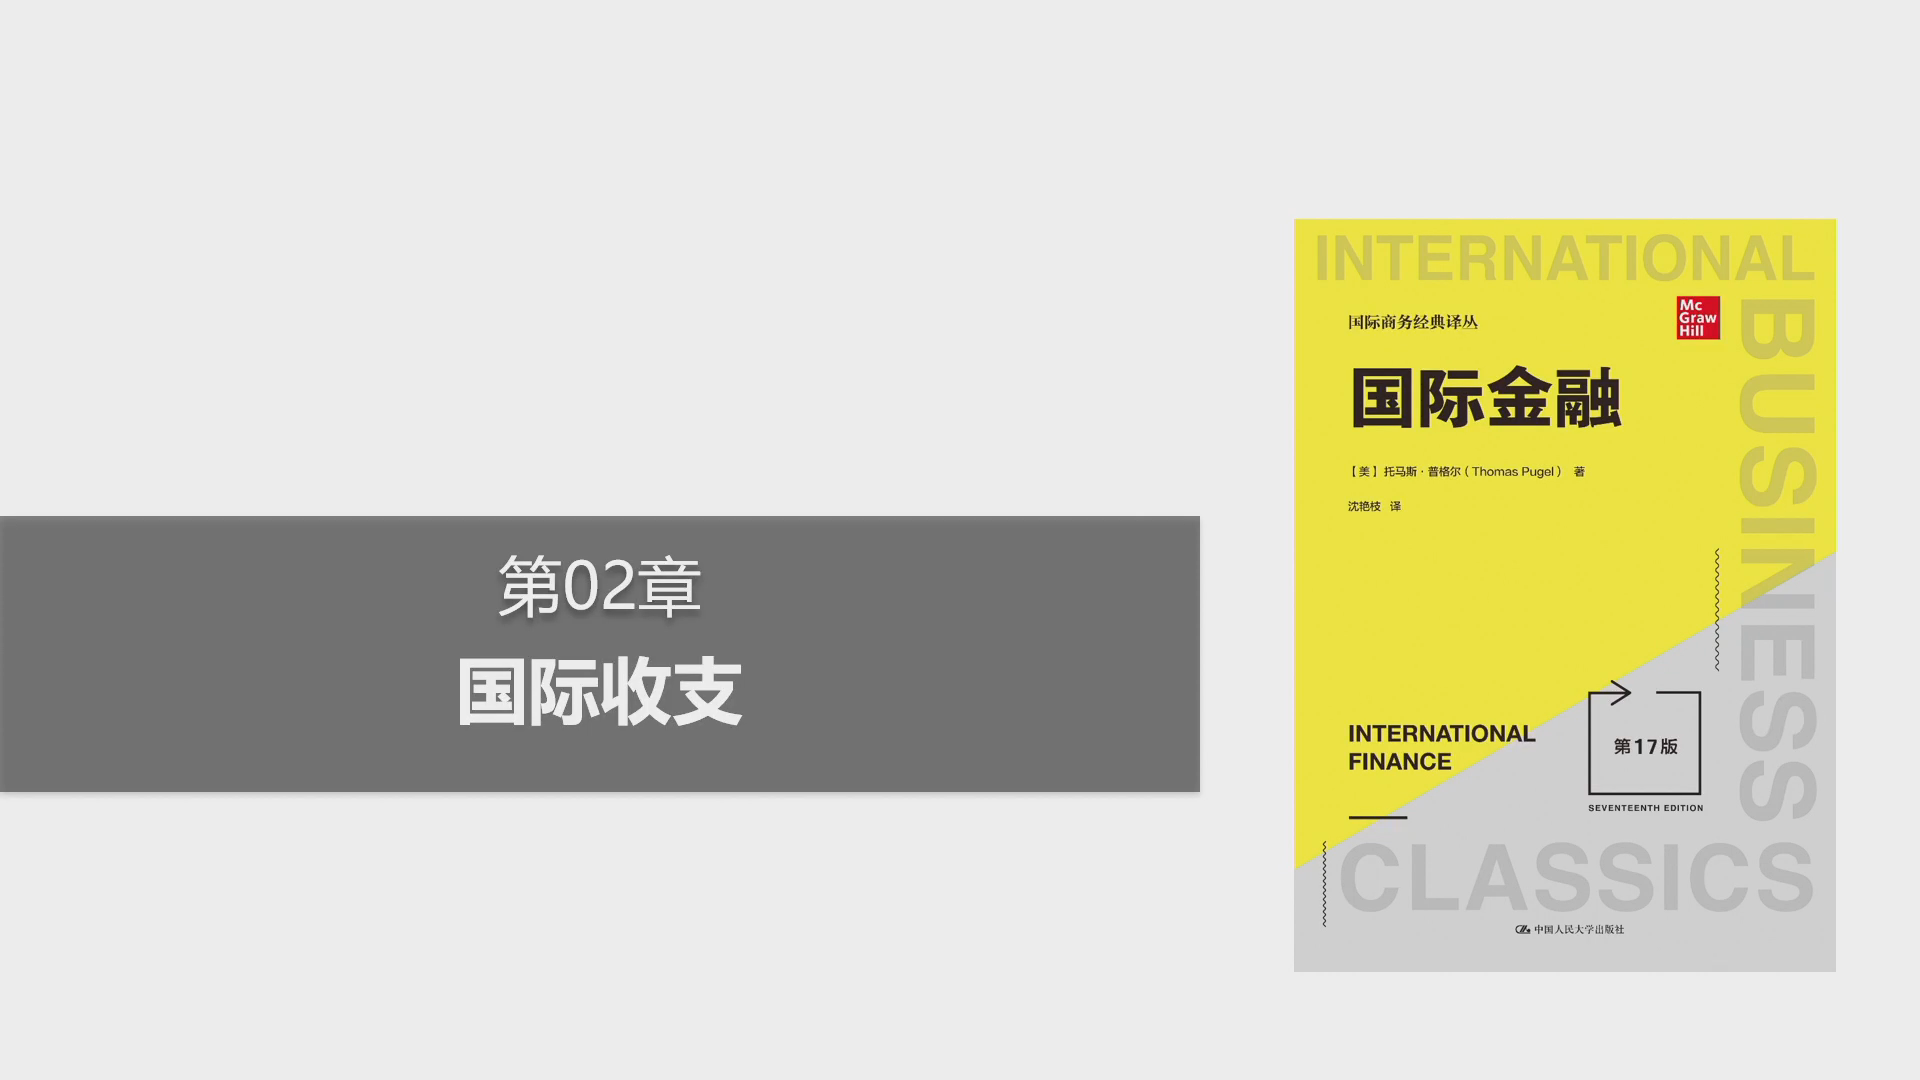 第02章
国际收支
INTERNATIONAL
BUSINESS
国际商务经典译丛
Mc
Graw
Hill
国际金融
【美】托马斯·普格尔（Thomas Pugel） 著
沈艳枝 译
INTERNATIONAL
FINANCE
第17版
SEVENTEENTH EDITION
CLASSICS
中国人民大学出版社